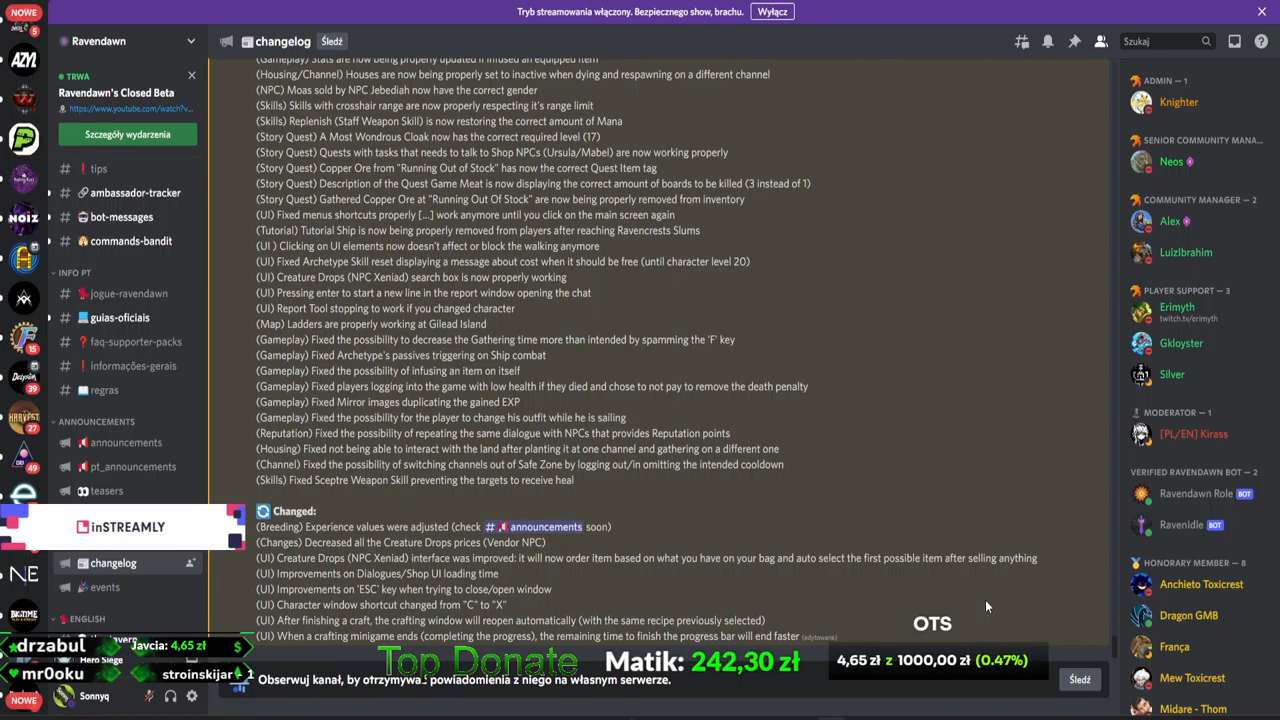 NOWE
Tryb streamowania włączony. Bezpiecznego show, brachu.
Wyłącz
Ravendawn
TRWA
Ravendawn's Closed Beta
https://www.youtube.com/watch?v...
Szczegóły wydarzenia
tips
ambassador-tracker
bot-messages
commands-bandit
INFO PT
jogue-ravendawn
guias-oficiais
faq-supporter-packs
informações-gerais
regras
ANNOUNCEMENTS
announcements
pt_announcements
teasers
inSTREAMLY
changelog
events
ENGLISH
Hero Siege
Sonnyq
5
AZYL
NOIZ
15
39
HARVEST
27
49
NE
BIGTIME
NOWE
changelog
Śledź
Szukaj
(Gameplay) Stats are now being properly updated if infused an equipped item
(Housing/Channel) Houses are now being properly set to inactive when dying and respawning on a different channel
(NPC) Moas sold by NPC Jebediah now have the correct gender
(Skills) Skills with crosshair range are now properly respecting it's range limit
(Skills) Replenish (Staff Weapon Skill) is now restoring the correct amount of Mana
(Story Quest) A Most Wondrous Cloak now has the correct required level (17)
(Story Quest) Quests with tasks that needs to talk to Shop NPCs (Ursula/Mabel) are now working properly
(Story Quest) Copper Ore from "Running Out of Stock" has now the correct Quest Item tag
(Story Quest) Description of the Quest Game Meat is now displaying the correct amount of boards to be killed (3 instead of 1)
(Story Quest) Gathered Copper Ore at "Running Out Of Stock" are now being properly removed from inventory
(UI) Fixed menus shortcuts properly [...] work anymore until you click on the main screen again
(Tutorial) Tutorial Ship is now being properly removed from players after reaching Ravencrests Slums
(UI ) Clicking on UI elements now doesn't affect or block the walking anymore
(UI) Fixed Archetype Skill reset displaying a message about cost when it should be free (until character level 20)
(UI) Creature Drops (NPC Xeniad) search box is now properly working
(UI) Pressing enter to start a new line in the report window opening the chat
(UI) Report Tool stopping to work if you changed character
(Map) Ladders are properly working at Gilead Island
(Gameplay) Fixed the possibility to decrease the Gathering time more than intended by spamming the 'F' key
(Gameplay) Fixed Archetype's passives triggering on Ship combat
(Gameplay) Fixed the possibility of infusing an item on itself
(Gameplay) Fixed players logging into the game with low health if they died and chose to not pay to remove the death penalty
(Gameplay) Fixed Mirror images duplicating the gained EXP
(Gameplay) Fixed the possibility for the player to change his outfit while he is sailing
(Reputation) Fixed the possibility of repeating the same dialogue with NPCs that provides Reputation points
(Housing) Fixed not being able to interact with the land after planting it at one channel and gathering on a different one
(Channel) Fixed the possibility of switching channels out of Safe Zone by logging out/in omitting the intended cooldown
(Skills) Fixed Sceptre Weapon Skill preventing the targets to receive heal
Changed:
(Breeding) Experience values were adjusted (check # announcements soon)
(Changes) Decreased all the Creature Drops prices (Vendor NPC)
(UI) Creature Drops (NPC Xeniad) interface was improved: it will now order item based on what you have on your bag and auto select the first possible item after selling anything
(UI) Improvements on Dialogues/Shop UI loading time
(UI) Improvements on 'ESC' key when trying to close/open window
(UI) Character window shortcut changed from "C" to "X"
(UI) After finishing a craft, the crafting window will reopen automatically (with the same recipe previously selected)
(UI) When a crafting minigame ends (completing the progress), the remaining time to finish the progress bar will end faster (edytowane)
OTS
drzabul
Javcia: 4,65 zł
$
mr0oku
stroinskijar
1
Top Donate
Matik: 242,30 zł
4,65 zł z 1000,00 zł (0.47%)
Obserwuj kanał, by otrzymywa powiadomienia z niego na własnym serwerze.
Śledź
ADMIN — 1
Knighter
SENIOR COMMUNITY MANA...
Neos
COMMUNITY MANAGER — 2
Alex
LuizIbrahim
PLAYER SUPPORT — 3
Erimyth
twitch.tv/erimyth
Gkloyster
Silver
MODERATOR — 1
[PL/EN] Kirass
VERIFIED RAVENDAWN BOT — 2
Ravendawn Role BOT
RavenIdle BOT
HONORARY MEMBER — 8
Anchieto Toxicrest
Dragon GMB
França
Mew Toxicrest
Midare - Thom